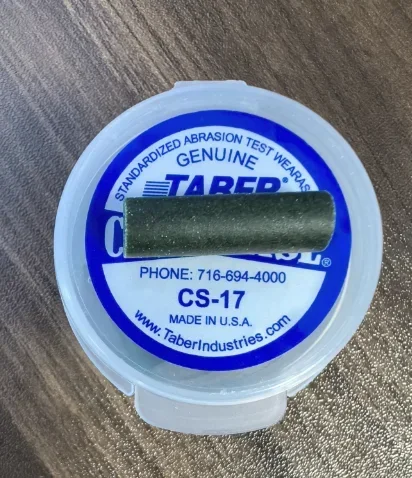 STANDARDIZED ABRASION TEST WEARAS
GENUINE
TABER®
PHONE: 716-694-4000
CS-17
MADE IN U.S.A.
www.TaberIndustries.com